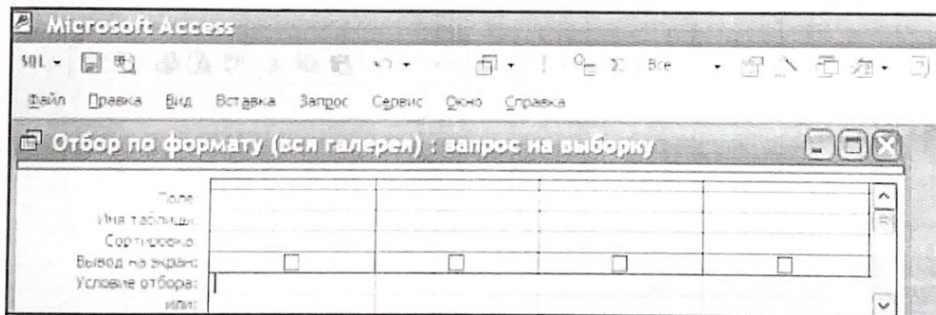 Microsoft Access
SQL Все
Файл Правка Вид Вставка Запрос Сервис Окно Справка
Отбор по формату (вся галерея) : запрос на выборку
Поле:
Имя таблицы:
Сортировка:
Вывод на экран:
Условие отбора:
или: